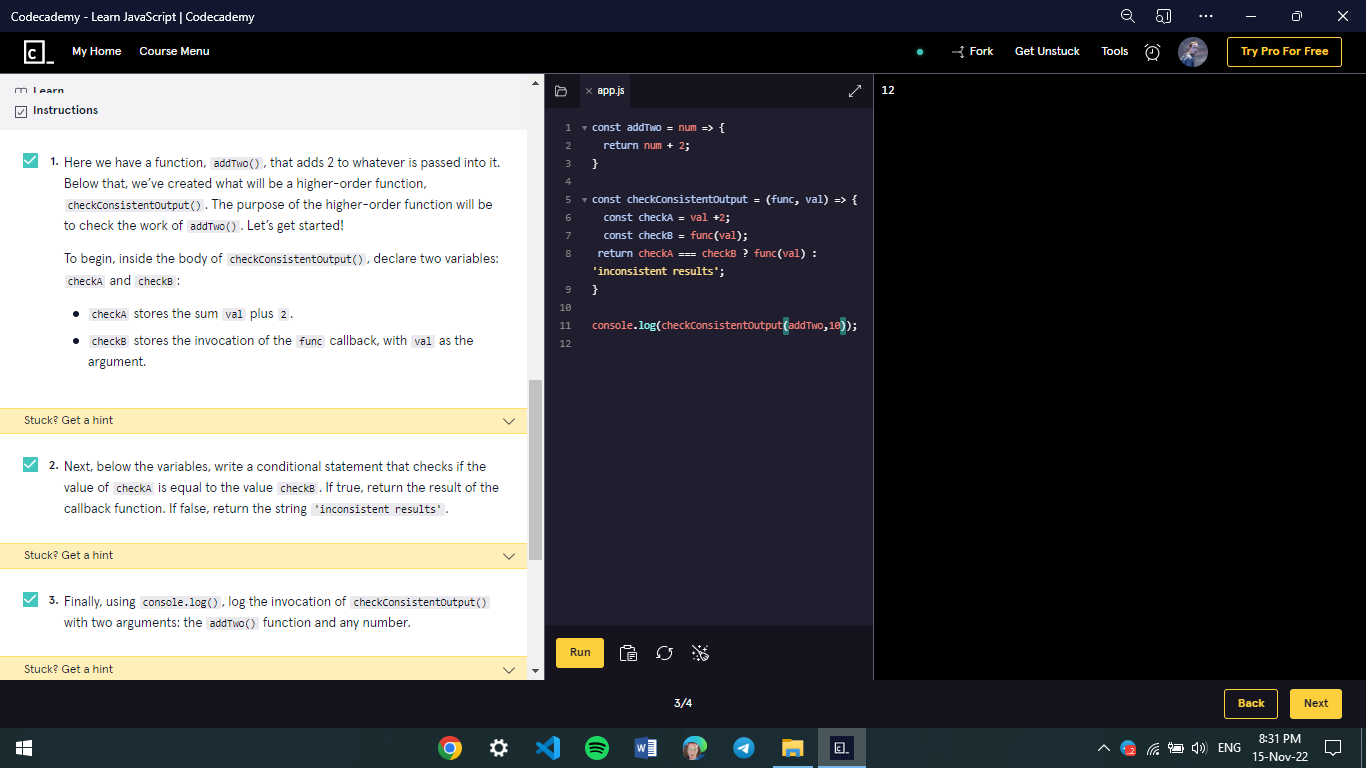 Codecademy - Learn JavaScript | Codecademy
C_
My Home
Course Menu
Fork
Get Unstuck
Tools
Try Pro For Free
Learn
Instructions
1. Here we have a function, addTwo(), that adds 2 to whatever is passed into it.
Below that, we've created what will be a higher-order function,
checkConsistentOutput(). The purpose of the higher-order function will be
to check the work of addTwo(). Let's get started!
To begin, inside the body of checkConsistentOutput(), declare two variables:
checkA and checkB:
• checkA stores the sum val plus 2.
• checkB stores the invocation of the func callback, with val as the
argument.
Stuck? Get a hint
2. Next, below the variables, write a conditional statement that checks if the
value of checkA is equal to the value checkB. If true, return the result of the
callback function. If false, return the string 'inconsistent results'.
Stuck? Get a hint
3. Finally, using console.log(), log the invocation of checkConsistentOutput()
with two arguments: the addTwo() function and any number.
Stuck? Get a hint
app.js
1 const addTwo = num => {
2 return num + 2;
3 }
4
5 const checkConsistentOutput = (func, val) => {
6 const checkA = val +2;
7 const checkB = func(val);
8 return checkA === checkB ? func(val) :
'inconsistent results';
9 }
10
11 console.log(checkConsistentOutput(addTwo,10));
12
Run
12
3/4
Back
Next
ENG
8:31 PM
15-Nov-22